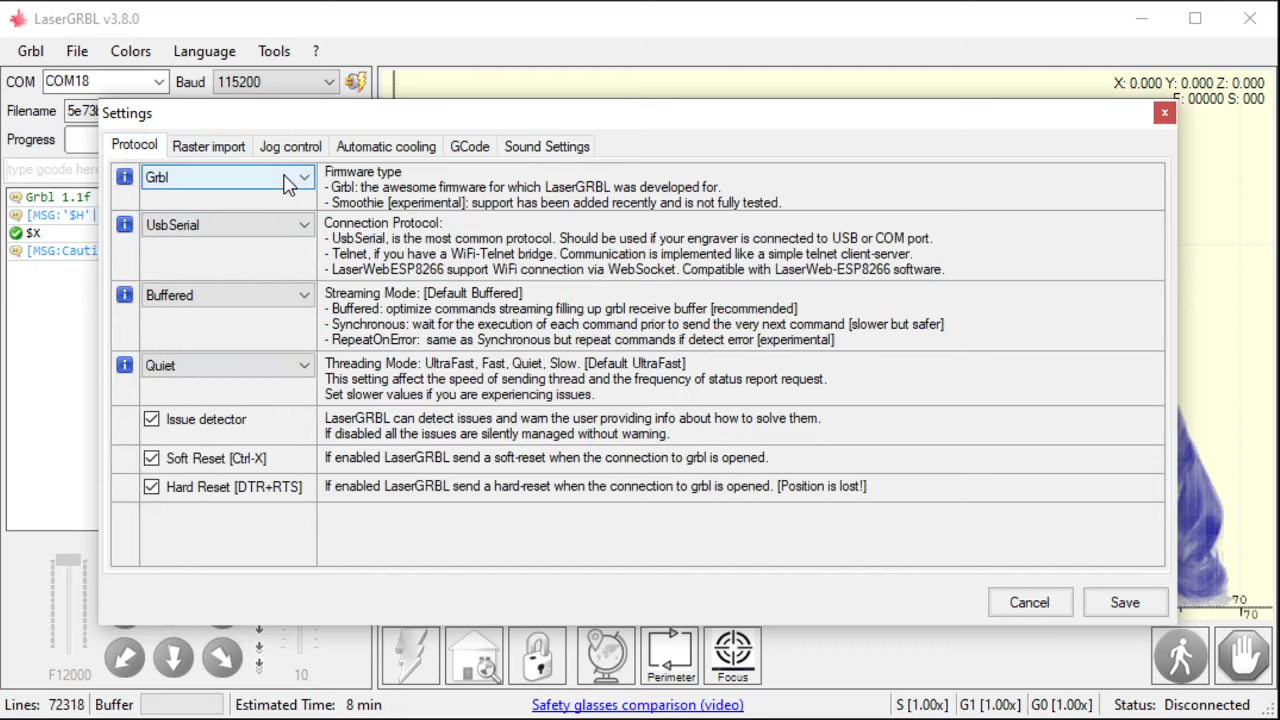 LaserGRBL v3.8.0
Grbl File Colors Language Tools ?
COM COM18 Baud 115200
X: 0.000 Y: 0.000 Z: 0.000
F: 00000 S: 000
Filename
Progress
type gcode here
Grbl 1.1f
[MSG:'$H'|
$X
[MSG:Cauti
Settings
Protocol Raster import Jog control Automatic cooling GCode Sound Settings
Grbl
Firmware type
- Grbl: the awesome firmware for which LaserGRBL was developed for.
- Smoothie [experimental]: support has been added recently and is not fully tested.
UsbSerial
Connection Protocol:
- UsbSerial, is the most common protocol. Should be used if your engraver is connected to USB or COM port.
- Telnet, if you have a WiFi-Telnet bridge. Communication is implemented like a simple telnet client-server.
- LaserWebESP8266 support WiFi connection via WebSocket. Compatible with LaserWeb-ESP8266 software.
Buffered
Streaming Mode: [Default Buffered]
- Buffered: optimize commands streaming filling up grbl receive buffer [recommended]
- Synchronous: wait for the execution of each command prior to send the very next command [slower but safer]
- RepeatOnError: same as Synchronous but repeat commands if detect error [experimental]
Quiet
Threading Mode: UltraFast, Fast, Quiet, Slow. [Default UltraFast]
This setting affect the speed of sending thread and the frequency of status report request.
Set slower values if you are experiencing issues.
Issue detector
LaserGRBL can detect issues and warn the user providing info about how to solve them.
If disabled all the issues are silently managed without warning.
Soft Reset [Ctrl-X]
If enabled LaserGRBL send a soft-reset when the connection to grbl is opened.
Hard Reset [DTR+RTS]
If enabled LaserGRBL send a hard-reset when the connection to grbl is opened. [Position is lost!]
Cancel Save
70
70
F12000 10
Perimeter Focus
Lines: 72318 Buffer Estimated Time: 8 min Safety glasses comparison (video) S [1.00x] G1 [1.00x] G0 [1.00x] Status: Disconnected